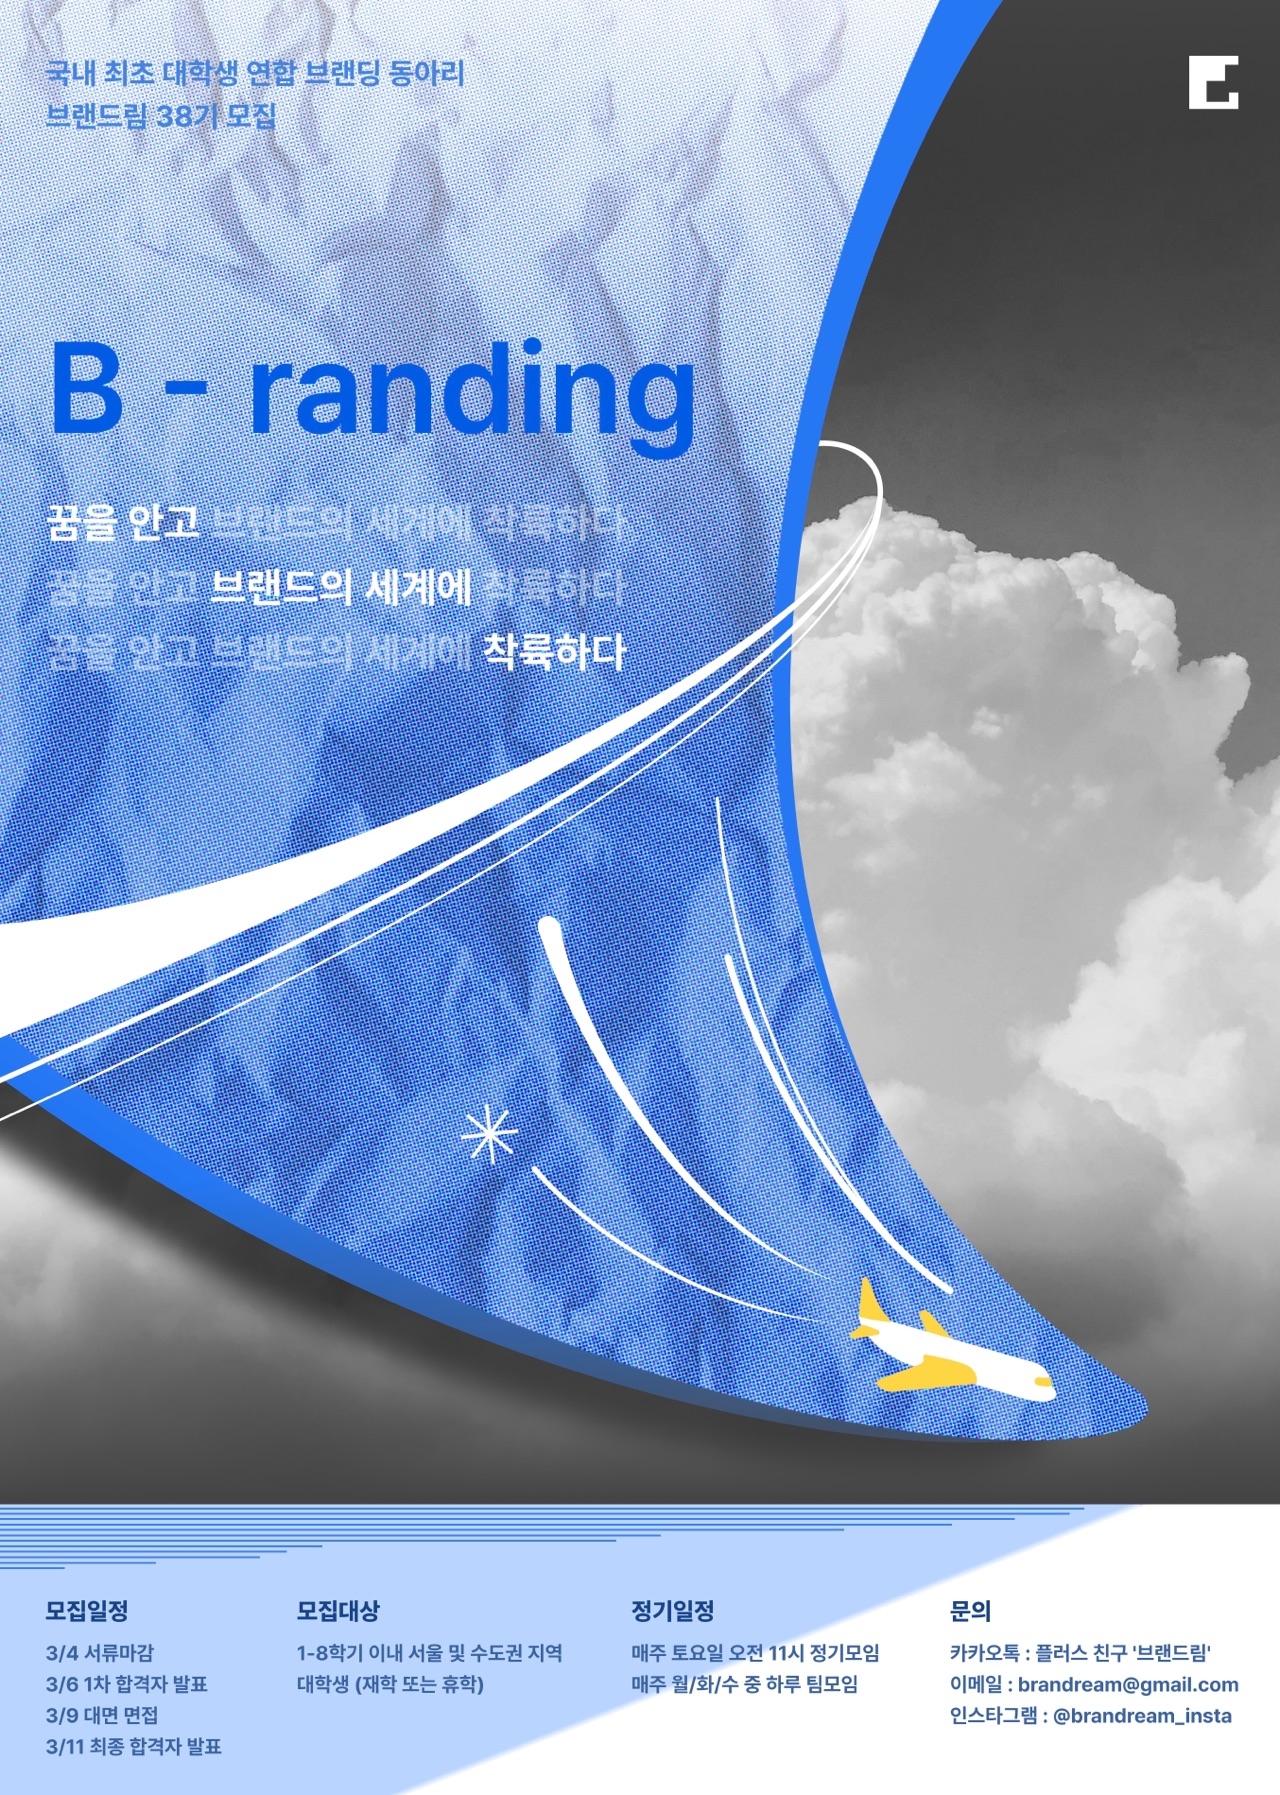 국내 최초 대학생 연합 브랜딩 동아리
브랜드림 38기 모집
B - randing
꿈을 안고 브랜드의 세계에 착륙하다
꿈을 안고 브랜드의 세계에 착륙하다
꿈을 안고 브랜드의 세계에 착륙하다
모집일정
3/4 서류마감
3/6 1차 합격자 발표
3/9 대면 면접
3/11 최종 합격자 발표
모집대상
1-8학기 이내 서울 및 수도권 지역
대학생 (재학 또는 휴학)
정기일정
매주 토요일 오전 11시 정기모임
매주 월/화/수 중 하루 팀모임
문의
카카오톡 : 플러스 친구 '브랜드림'
이메일 : brandream@gmail.com
인스타그램 : @brandream_insta